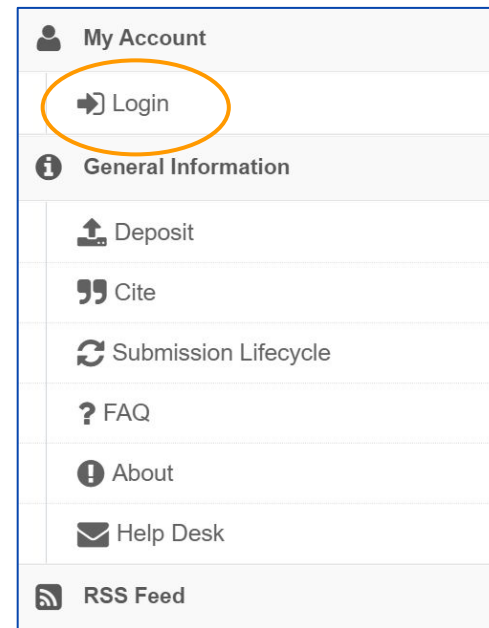 My Account
Login
General Information
Deposit
Cite
Submission Lifecycle
FAQ
About
Help Desk
RSS Feed